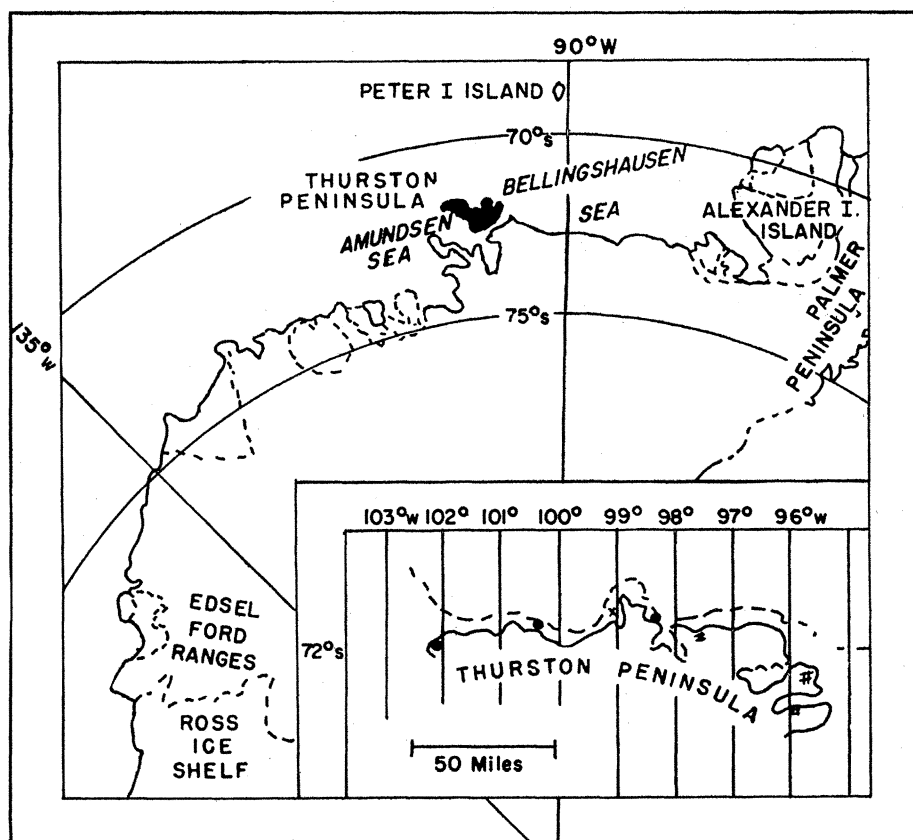 90°W
PETER I ISLAND
70°s
THURSTON
PENINSULA
BELLINGSHAUSEN
SEA
AMUNDSEN
SEA
ALEXANDER I.
ISLAND
PALMER
PENINSULA
75°s
135°W
EDSEL
FORD
RANGES
ROSS
ICE
SHELF
103°W 102° 101° 100° 99° 98° 97° 96°W
72°s
THURSTON PENINSULA
50 Miles